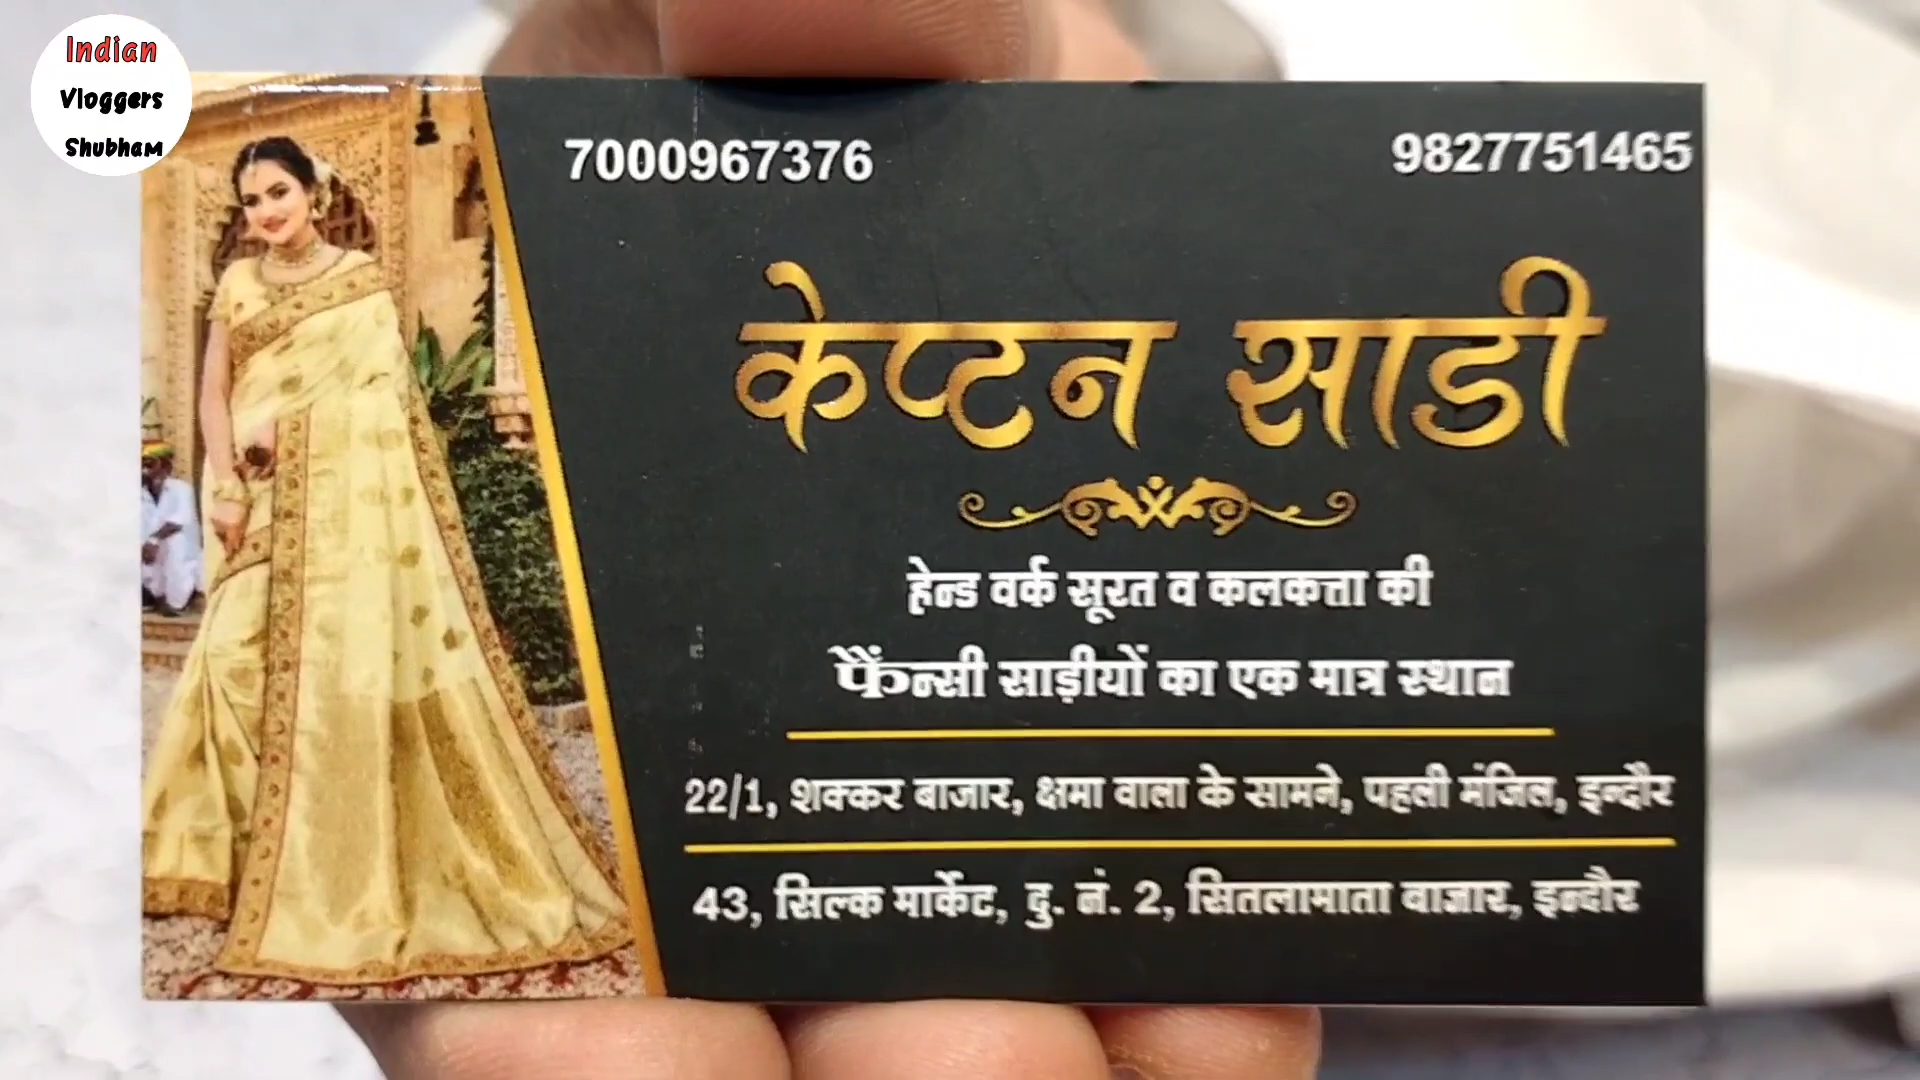 Indian
Vloggers
Shubham
7000967376
9827751465
केप्टन साडी
हेन्ड वर्क सूरत व कलकत्ता की
फैंन्सी साड़ीयों का एक मात्र स्थान
22/1, शक्कर बाजार, क्षमा वाला के सामने, पहली मंजिल, इन्दौर
43, सिल्क मार्केट, दु. नं. 2, सितलामाता बाजार, इन्दौर